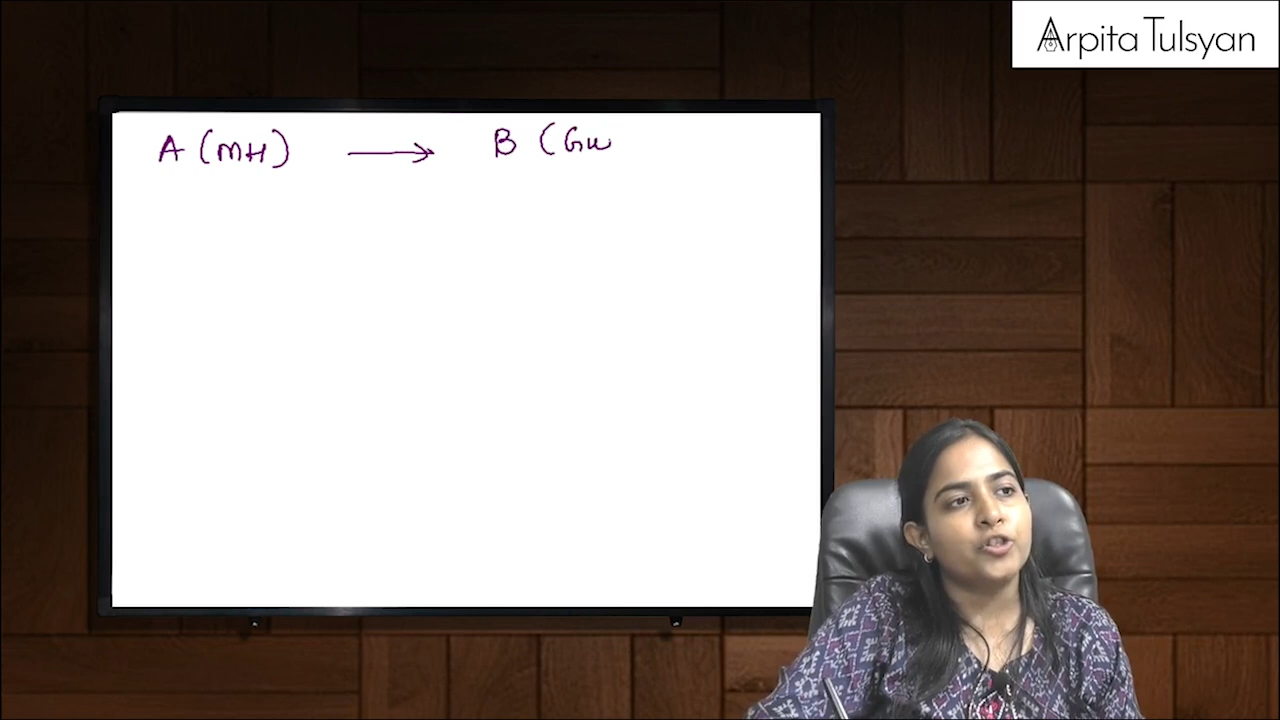 Arpita Tulsyan
A (MH) → B (Gu